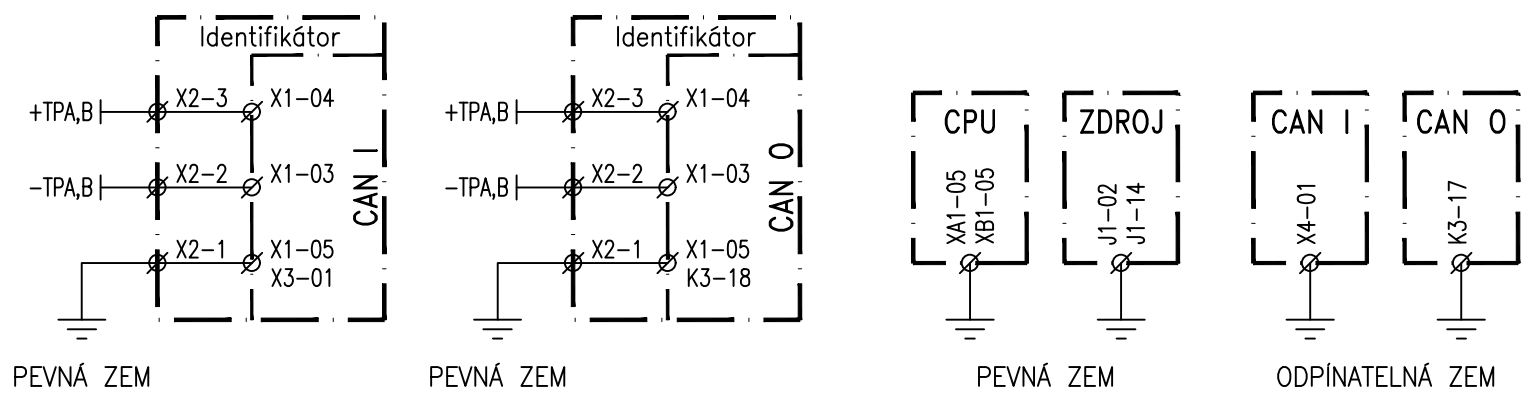 Identifikátor
+TPA,B
X2-3
X1-04
-TPA,B
X2-2
X1-03
CAN I
X2-1
X1-05
X3-01
PEVNÁ ZEM
Identifikátor
+TPA,B
X2-3
X1-04
-TPA,B
X2-2
X1-03
CAN O
X2-1
X1-05
K3-18
PEVNÁ ZEM
CPU
XA1-05
XB1-05
ZDROJ
J1-02
J1-14
PEVNÁ ZEM
CAN I
X4-01
CAN O
K3-17
ODPÍNATELNÁ ZEM